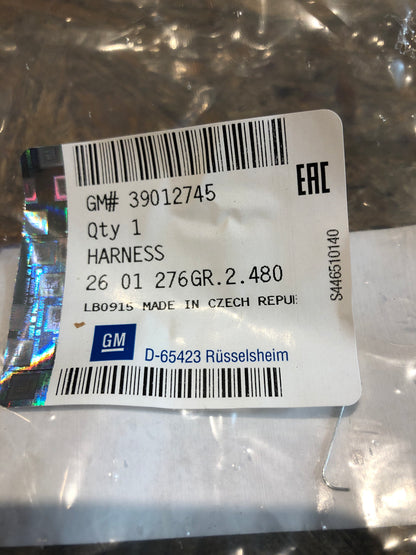 GM# 39012745
EAC
Qty 1
HARNESS
26 01 276GR.2.480
LB0915 MADE IN CZECH
GM
D-65423 Rüsselsheim
S446510140